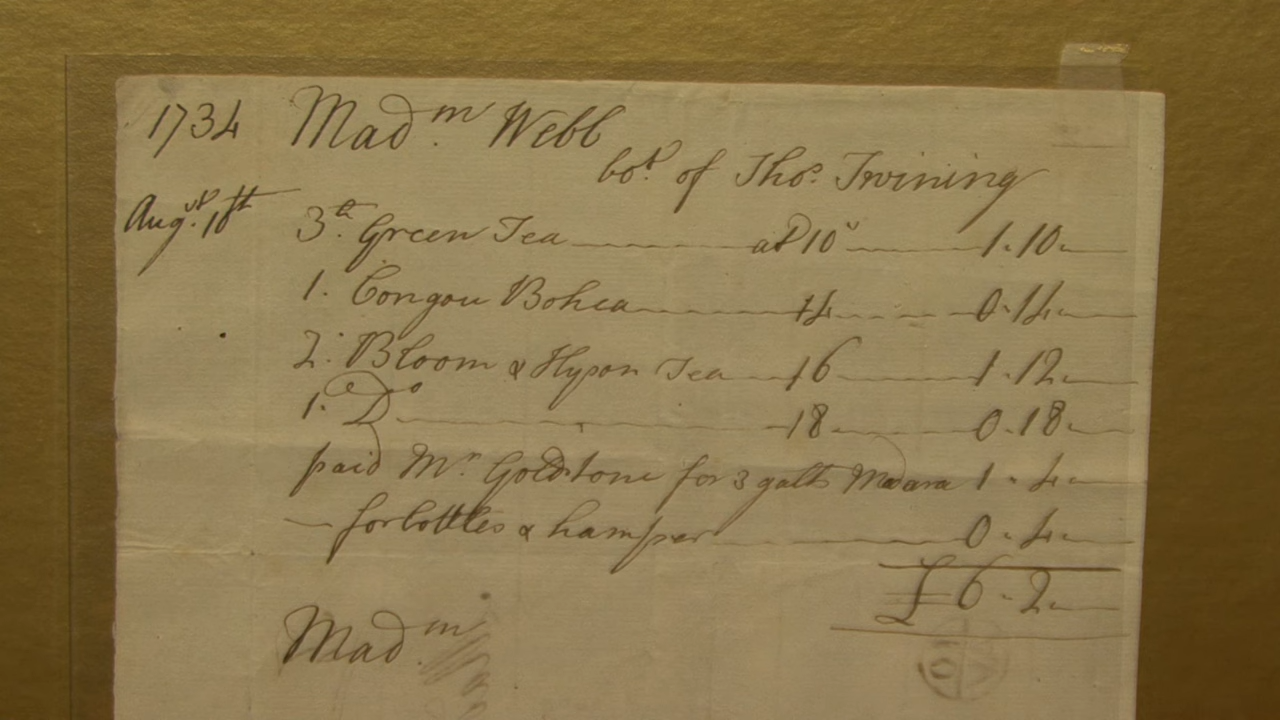 1734 Madm. Webb
bot. of Thos. Twining
Augst. 18th 3lb. Green Tea at 10s 1.10
1. Congou Bohea 14 0.14
2. Bloom & Hyson Tea 16 1.12
1. Do 18 0.18
paid Mr. Goldstone for 3 galls Mdara 1.4
for bottles & hamper 0.4
£6.2
Madm.